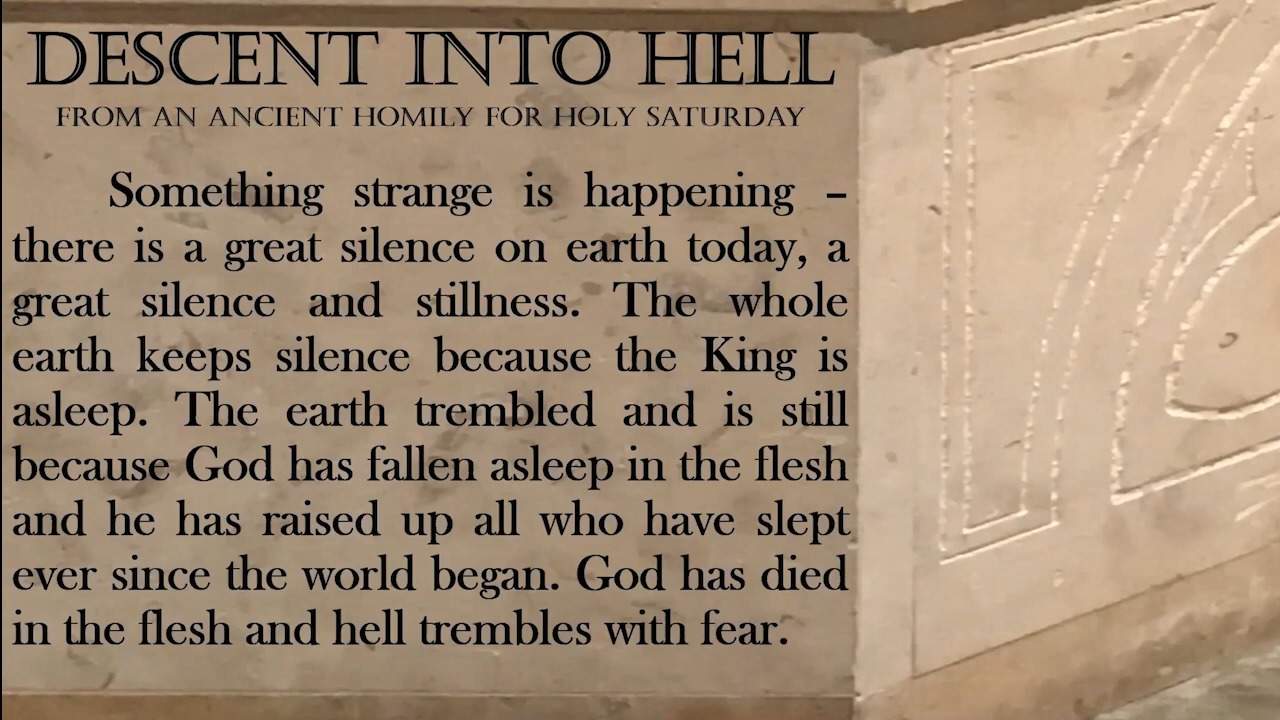 DESCENT INTO HELL
FROM AN ANCIENT HOMILY FOR HOLY SATURDAY
Something strange is happening –
there is a great silence on earth today, a
great silence and stillness. The whole
earth keeps silence because the King is
asleep. The earth trembled and is still
because God has fallen asleep in the flesh
and he has raised up all who have slept
ever since the world began. God has died
in the flesh and hell trembles with fear.